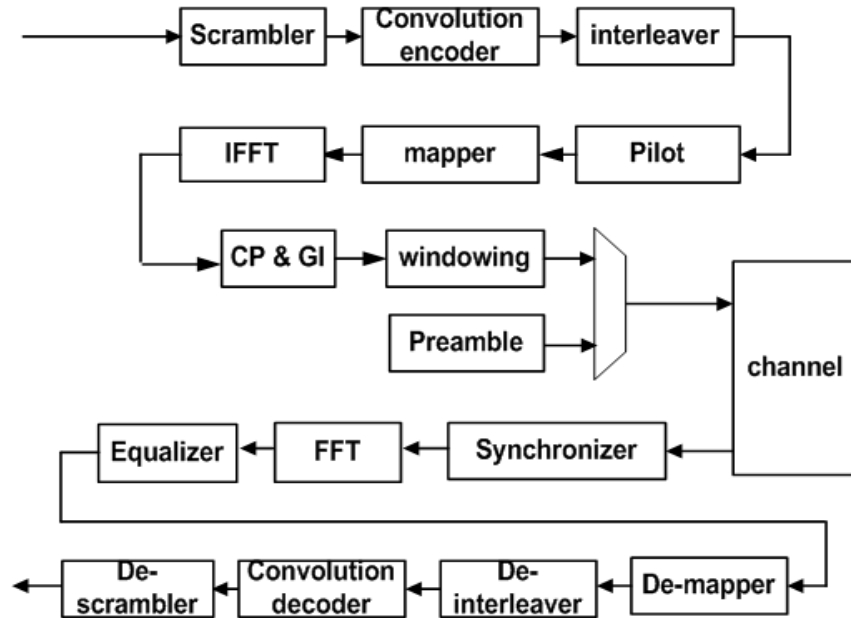 Scrambler
Convolution
encoder
interleaver
IFFT
mapper
Pilot
CP & GI
windowing
Preamble
channel
Equalizer
FFT
Synchronizer
De-
scrambler
Convolution
decoder
De-
interleaver
De-mapper